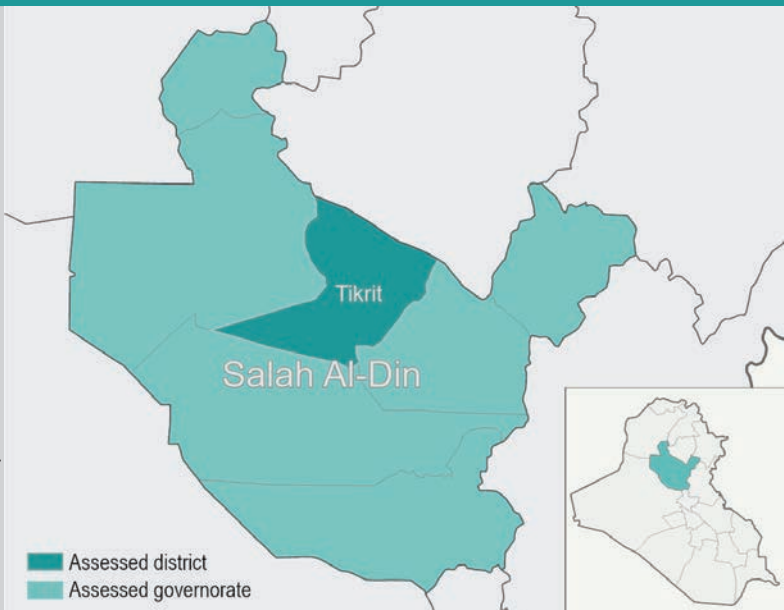 Tikrit
Salah Al-Din
Assessed district
Assessed governorate